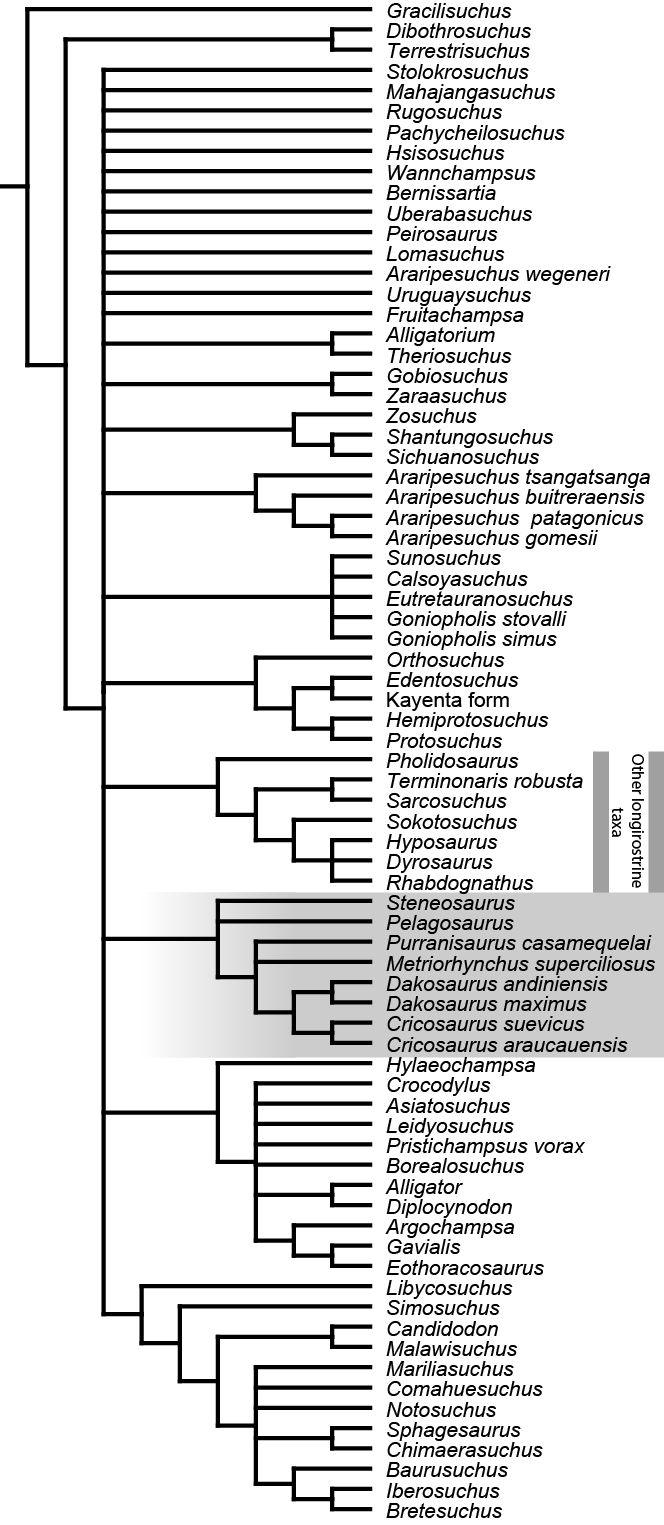 Gracilisuchus
Dibothrosuchus
Terrestrisuchus
Stolokrosuchus
Mahajangasuchus
Rugosuchus
Pachycheilosuchus
Hsisosuchus
Wannchampsus
Bernissartia
Uberabasuchus
Peirosaurus
Lomasuchus
Araripesuchus wegeneri
Uruguaysuchus
Fruitachampsa
Alligatorium
Theriosuchus
Gobiosuchus
Zaraasuchus
Zosuchus
Shantungosuchus
Sichuanosuchus
Araripesuchus tsangatsanga
Araripesuchus buitreraensis
Araripesuchus patagonicus
Araripesuchus gomesii
Sunosuchus
Calsoyasuchus
Eutretauranosuchus
Goniopholis stovalli
Goniopholis simus
Orthosuchus
Edentosuchus
Kayenta form
Hemiprotosuchus
Protosuchus
Pholidosaurus
Terminonaris robusta
Sarcosuchus
Sokotosuchus
Hyposaurus
Dyrosaurus
Rhabdognathus
Other longirostrine
taxa
Steneosaurus
Pelagosaurus
Purranisaurus casamequelai
Metriorhynchus superciliosus
Dakosaurus andiniensis
Dakosaurus maximus
Cricosaurus suevicus
Cricosaurus araucauensis
Hylaeochampsa
Crocodylus
Asiatosuchus
Leidyosuchus
Pristichampsus vorax
Borealosuchus
Alligator
Diplocynodon
Argochampsa
Gavialis
Eothoracosaurus
Libycosuchus
Simosuchus
Candidodon
Malawisuchus
Mariliasuchus
Comahuesuchus
Notosuchus
Sphagesaurus
Chimaerasuchus
Baurusuchus
Iberosuchus
Bretesuchus